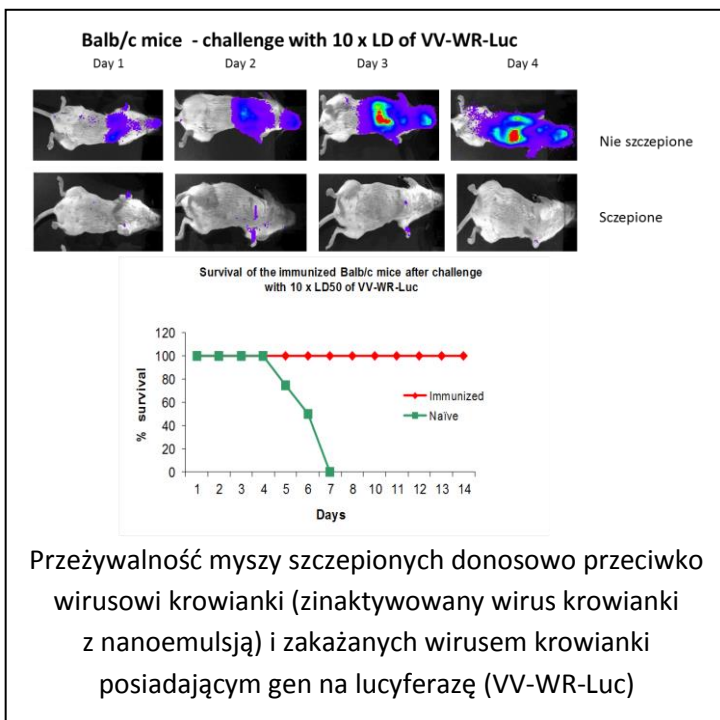 Balb/c mice - challenge with 10 x LD of VV-WR-Luc
Day 1 Day 2 Day 3 Day 4
Nie szczepione
Sczepione
Survival of the immunized Balb/c mice after challenge
with 10 x LD50 of VV-WR-Luc
120
100
80
60
40
20
0
% survival
Immunized
Naïve
1 2 3 4 5 6 7 8 10 11 12 13 14
Days
Przeżywalność myszy szczepionych donosowo przeciwko
wirusowi krowianki (zinaktywowany wirus krowianki
z nanoemulsją) i zakażanych wirusem krowianki
posiadającym gen na lucyferazę (VV-WR-Luc)